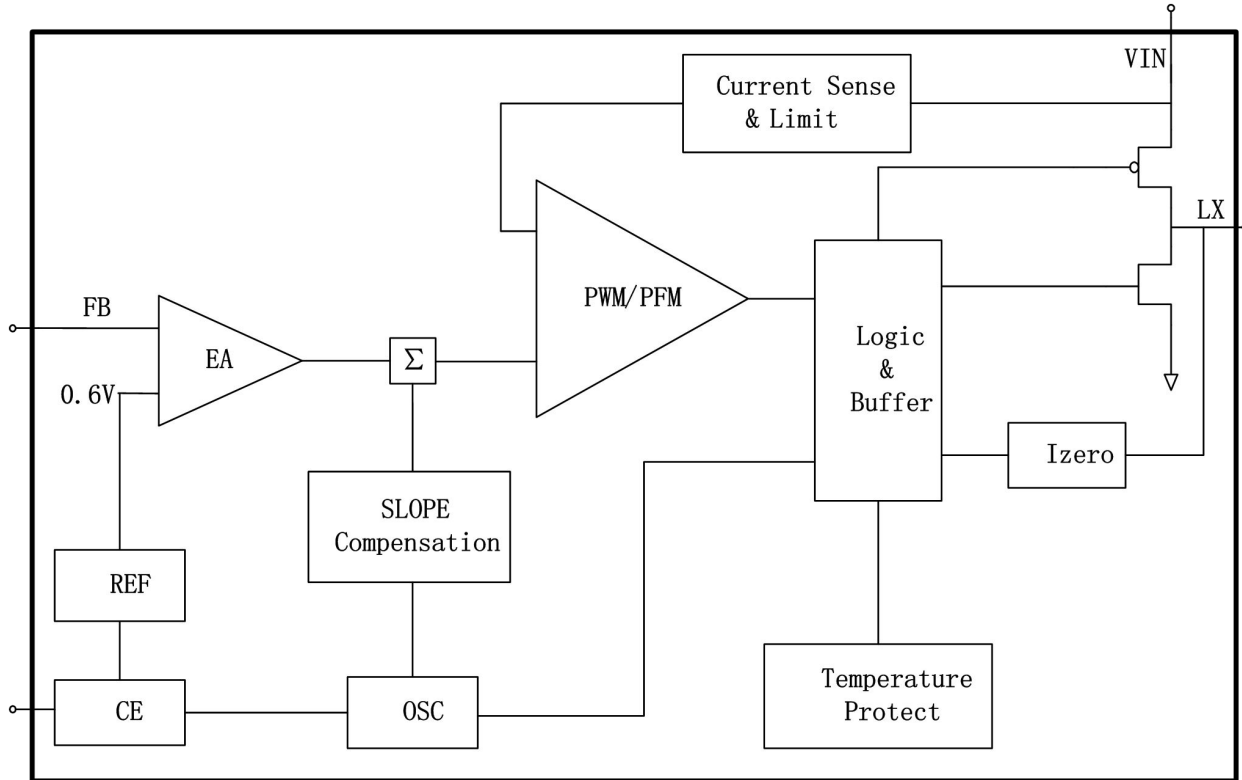 VIN
Current Sense
& Limit
LX
PWM/PFM
FB
EA
Σ
0.6V
Logic
&
Buffer
Izero
SLOPE
Compensation
REF
Temperature
Protect
CE
OSC